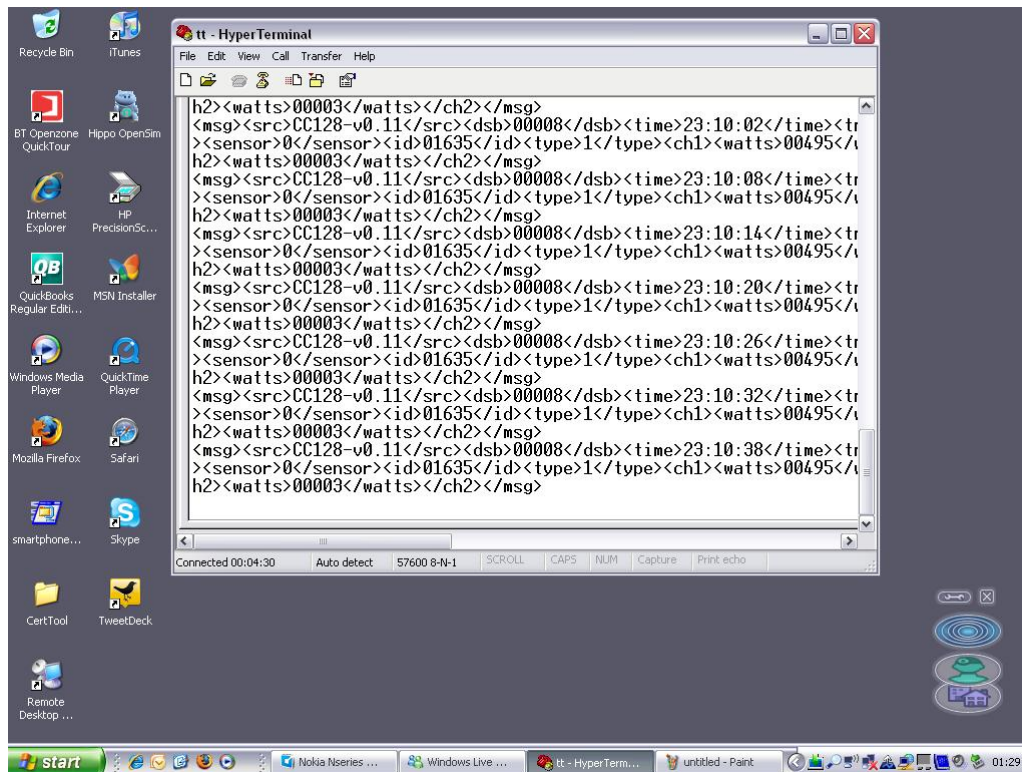 Recycle Bin
iTunes
BT Openzone
QuickTour
Hippo OpenSim
Internet
Explorer
HP
PrecisionSc...
QB
QuickBooks
Regular Editi...
MSN Installer
Windows Media
Player
QuickTime
Player
Mozilla Firefox
Safari
smartphone...
Skype
CertTool
TweetDeck
Remote
Desktop ...
tt - HyperTerminal
File Edit View Call Transfer Help
h2><watts>00003</watts></ch2></msg>
<msg><src>CC128-v0.11</src><dsb>00008</dsb><time>23:10:02</time><t
><sensor>0</sensor><id>01635</id><type>1</type><ch1><watts>00495</
h2><watts>00003</watts></ch2></msg>
<msg><src>CC128-v0.11</src><dsb>00008</dsb><time>23:10:08</time><t
><sensor>0</sensor><id>01635</id><type>1</type><ch1><watts>00495</
h2><watts>00003</watts></ch2></msg>
<msg><src>CC128-v0.11</src><dsb>00008</dsb><time>23:10:14</time><t
><sensor>0</sensor><id>01635</id><type>1</type><ch1><watts>00495</
h2><watts>00003</watts></ch2></msg>
<msg><src>CC128-v0.11</src><dsb>00008</dsb><time>23:10:20</time><t
><sensor>0</sensor><id>01635</id><type>1</type><ch1><watts>00495</
h2><watts>00003</watts></ch2></msg>
<msg><src>CC128-v0.11</src><dsb>00008</dsb><time>23:10:26</time><t
><sensor>0</sensor><id>01635</id><type>1</type><ch1><watts>00495</
h2><watts>00003</watts></ch2></msg>
<msg><src>CC128-v0.11</src><dsb>00008</dsb><time>23:10:32</time><t
><sensor>0</sensor><id>01635</id><type>1</type><ch1><watts>00495</
h2><watts>00003</watts></ch2></msg>
<msg><src>CC128-v0.11</src><dsb>00008</dsb><time>23:10:38</time><t
><sensor>0</sensor><id>01635</id><type>1</type><ch1><watts>00495</
h2><watts>00003</watts></ch2></msg>
Connected 00:04:30 Auto detect 57600 8-N-1 SCROLL CAPS NUM Capture Print echo
start Nokia Nseries ... Windows Live ... tt - HyperTerm... untitled - Paint 01:29